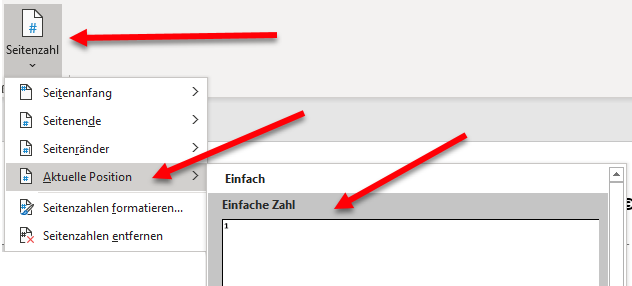 Seitenzahl
Seitenanfang
Seitenende
Seitenränder
Aktuelle Position
Seitenzahlen formatieren...
Seitenzahlen entfernen
Einfach
Einfache Zahl
1